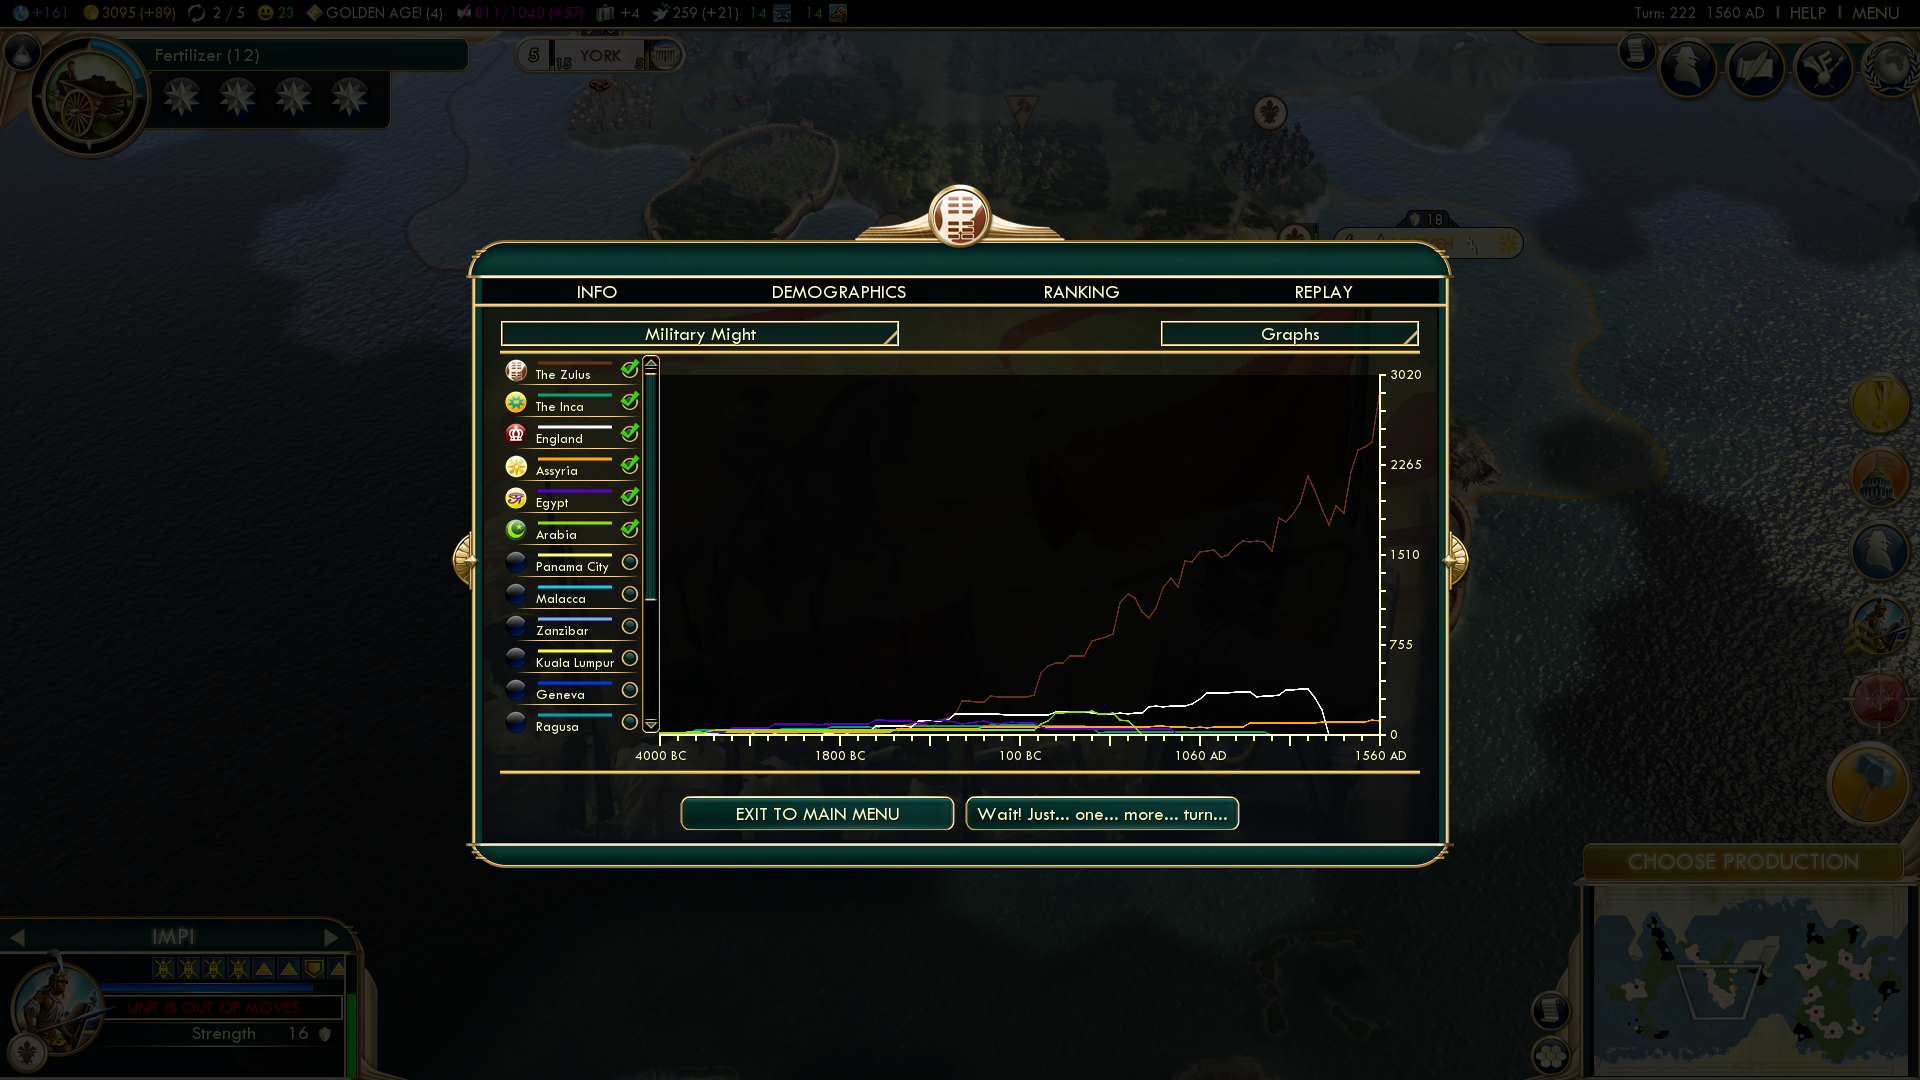 +161 3095 (+89) 2 / 5 23 GOLDEN AGE! (4) 811/1040 (+57) +4 259 (+21) 14 14 Turn: 222 1560 AD HELP MENU
Fertilizer (12)
5 15 YORK 5
18
INFO DEMOGRAPHICS RANKING REPLAY
Military Might Graphs
The Zulus
The Inca
England
Assyria
Egypt
Arabia
Panama City
Malacca
Zanzibar
Kuala Lumpur
Geneva
Ragusa
3020
2265
1510
755
0
4000 BC 1800 BC 100 BC 1060 AD 1560 AD
EXIT TO MAIN MENU Wait! Just... one... more... turn...
CHOOSE PRODUCTION
IMPI
UNIT IS OUT OF MOVES
Strength 16